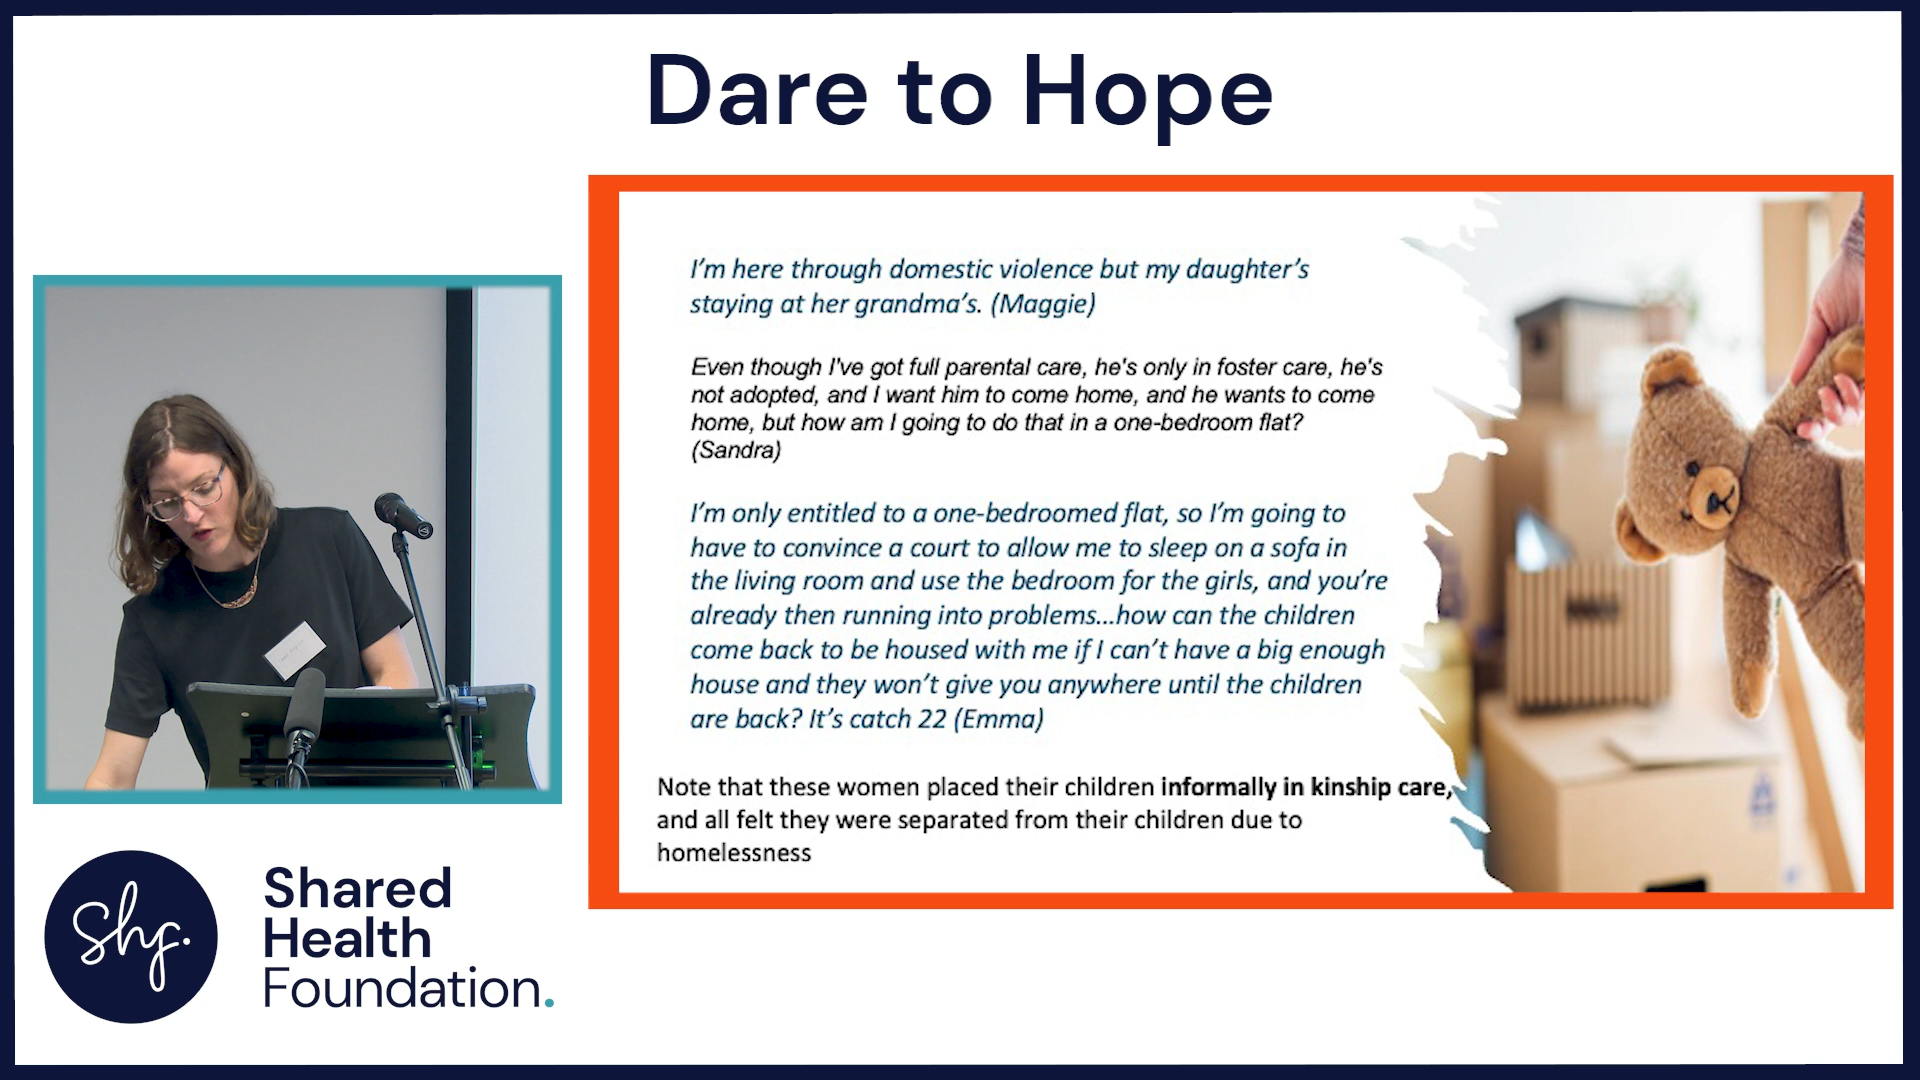 Dare to Hope
I'm here through domestic violence but my daughter's
staying at her grandma's. (Maggie)
Even though I've got full parental care, he's only in foster care, he's
not adopted, and I want him to come home, and he wants to come
home, but how am I going to do that in a one-bedroom flat?
(Sandra)
I'm only entitled to a one-bedroomed flat, so I'm going to
have to convince a court to allow me to sleep on a sofa in
the living room and use the bedroom for the girls, and you're
already then running into problems...how can the children
come back to be housed with me if I can't have a big enough
house and they won't give you anywhere until the children
are back? It's catch 22 (Emma)
Note that these women placed their children informally in kinship care,
and all felt they were separated from their children due to
homelessness
Shf.
Shared
Health
Foundation.